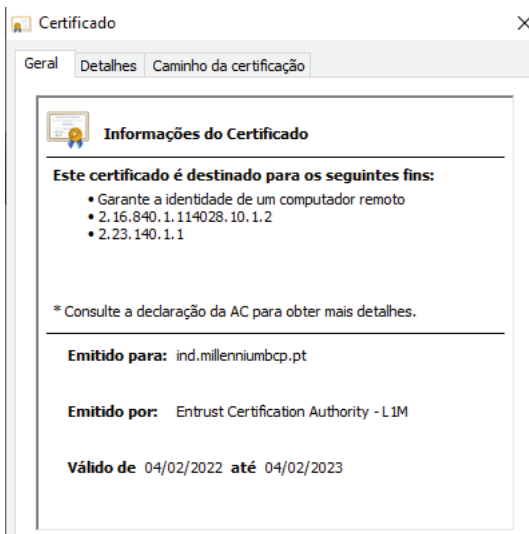 Certificado
Geral Detalhes Caminho da certificação
Informações do Certificado
Este certificado é destinado para os seguintes fins:
• Garante a identidade de um computador remoto
• 2.16.840.1.114028.10.1.2
• 2.23.140.1.1
* Consulte a declaração da AC para obter mais detalhes.
Emitido para: ind.millenniumbcp.pt
Emitido por: Entrust Certification Authority - L1M
Válido de 04/02/2022 até 04/02/2023